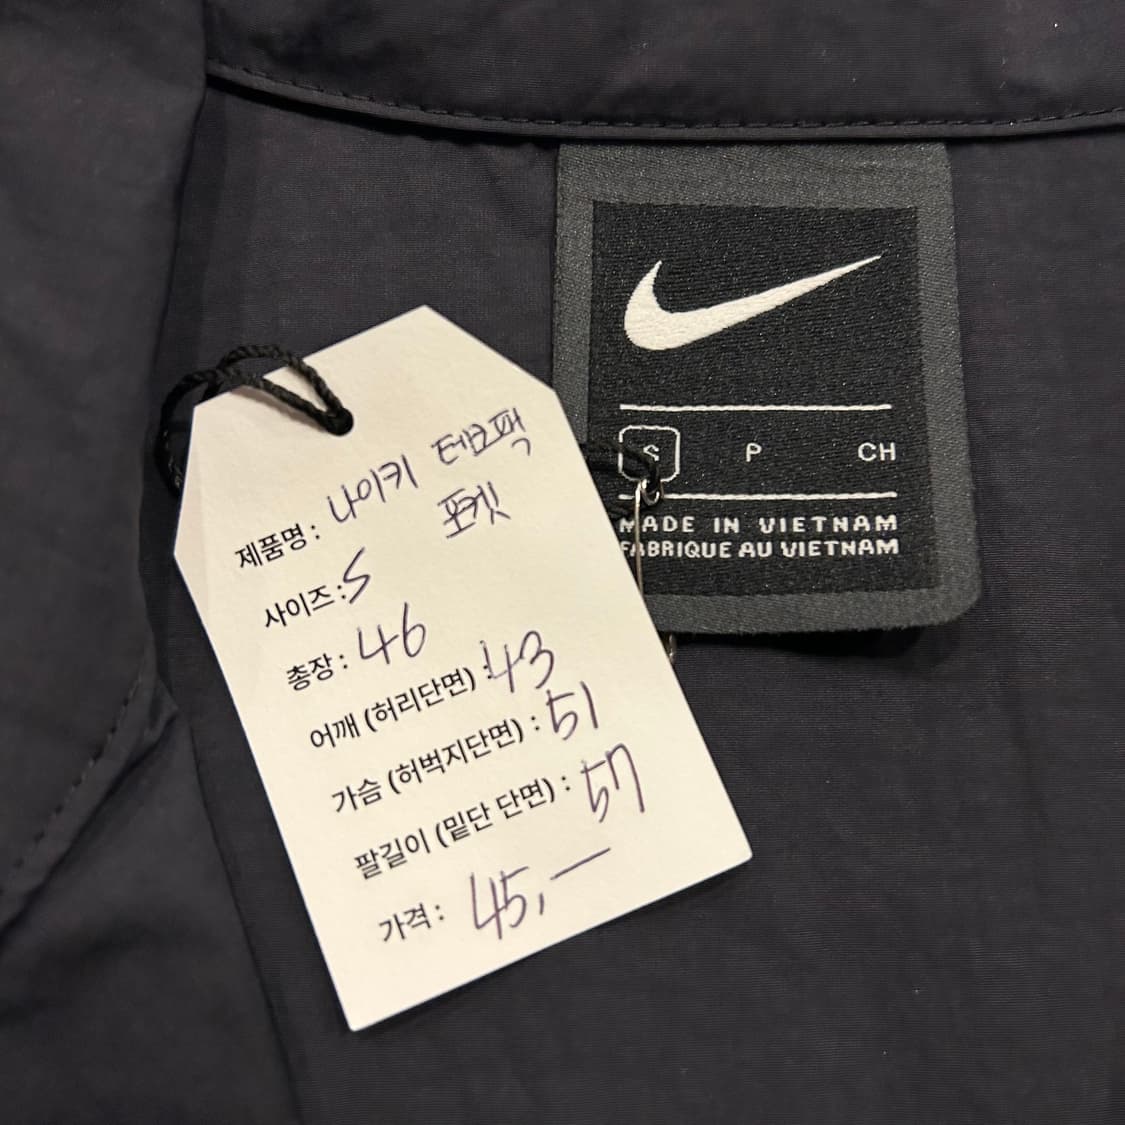 제품명 : 나이키 테크팩
포켓
사이즈 : S
총장 : 46
어깨 (허리단면) : 43
가슴 (허벅지단면) : 51
팔길이 (밑단 단면) : 57
가격 : 45,—
S P CH
MADE IN VIETNAM
FABRIQUE AU VIETNAM